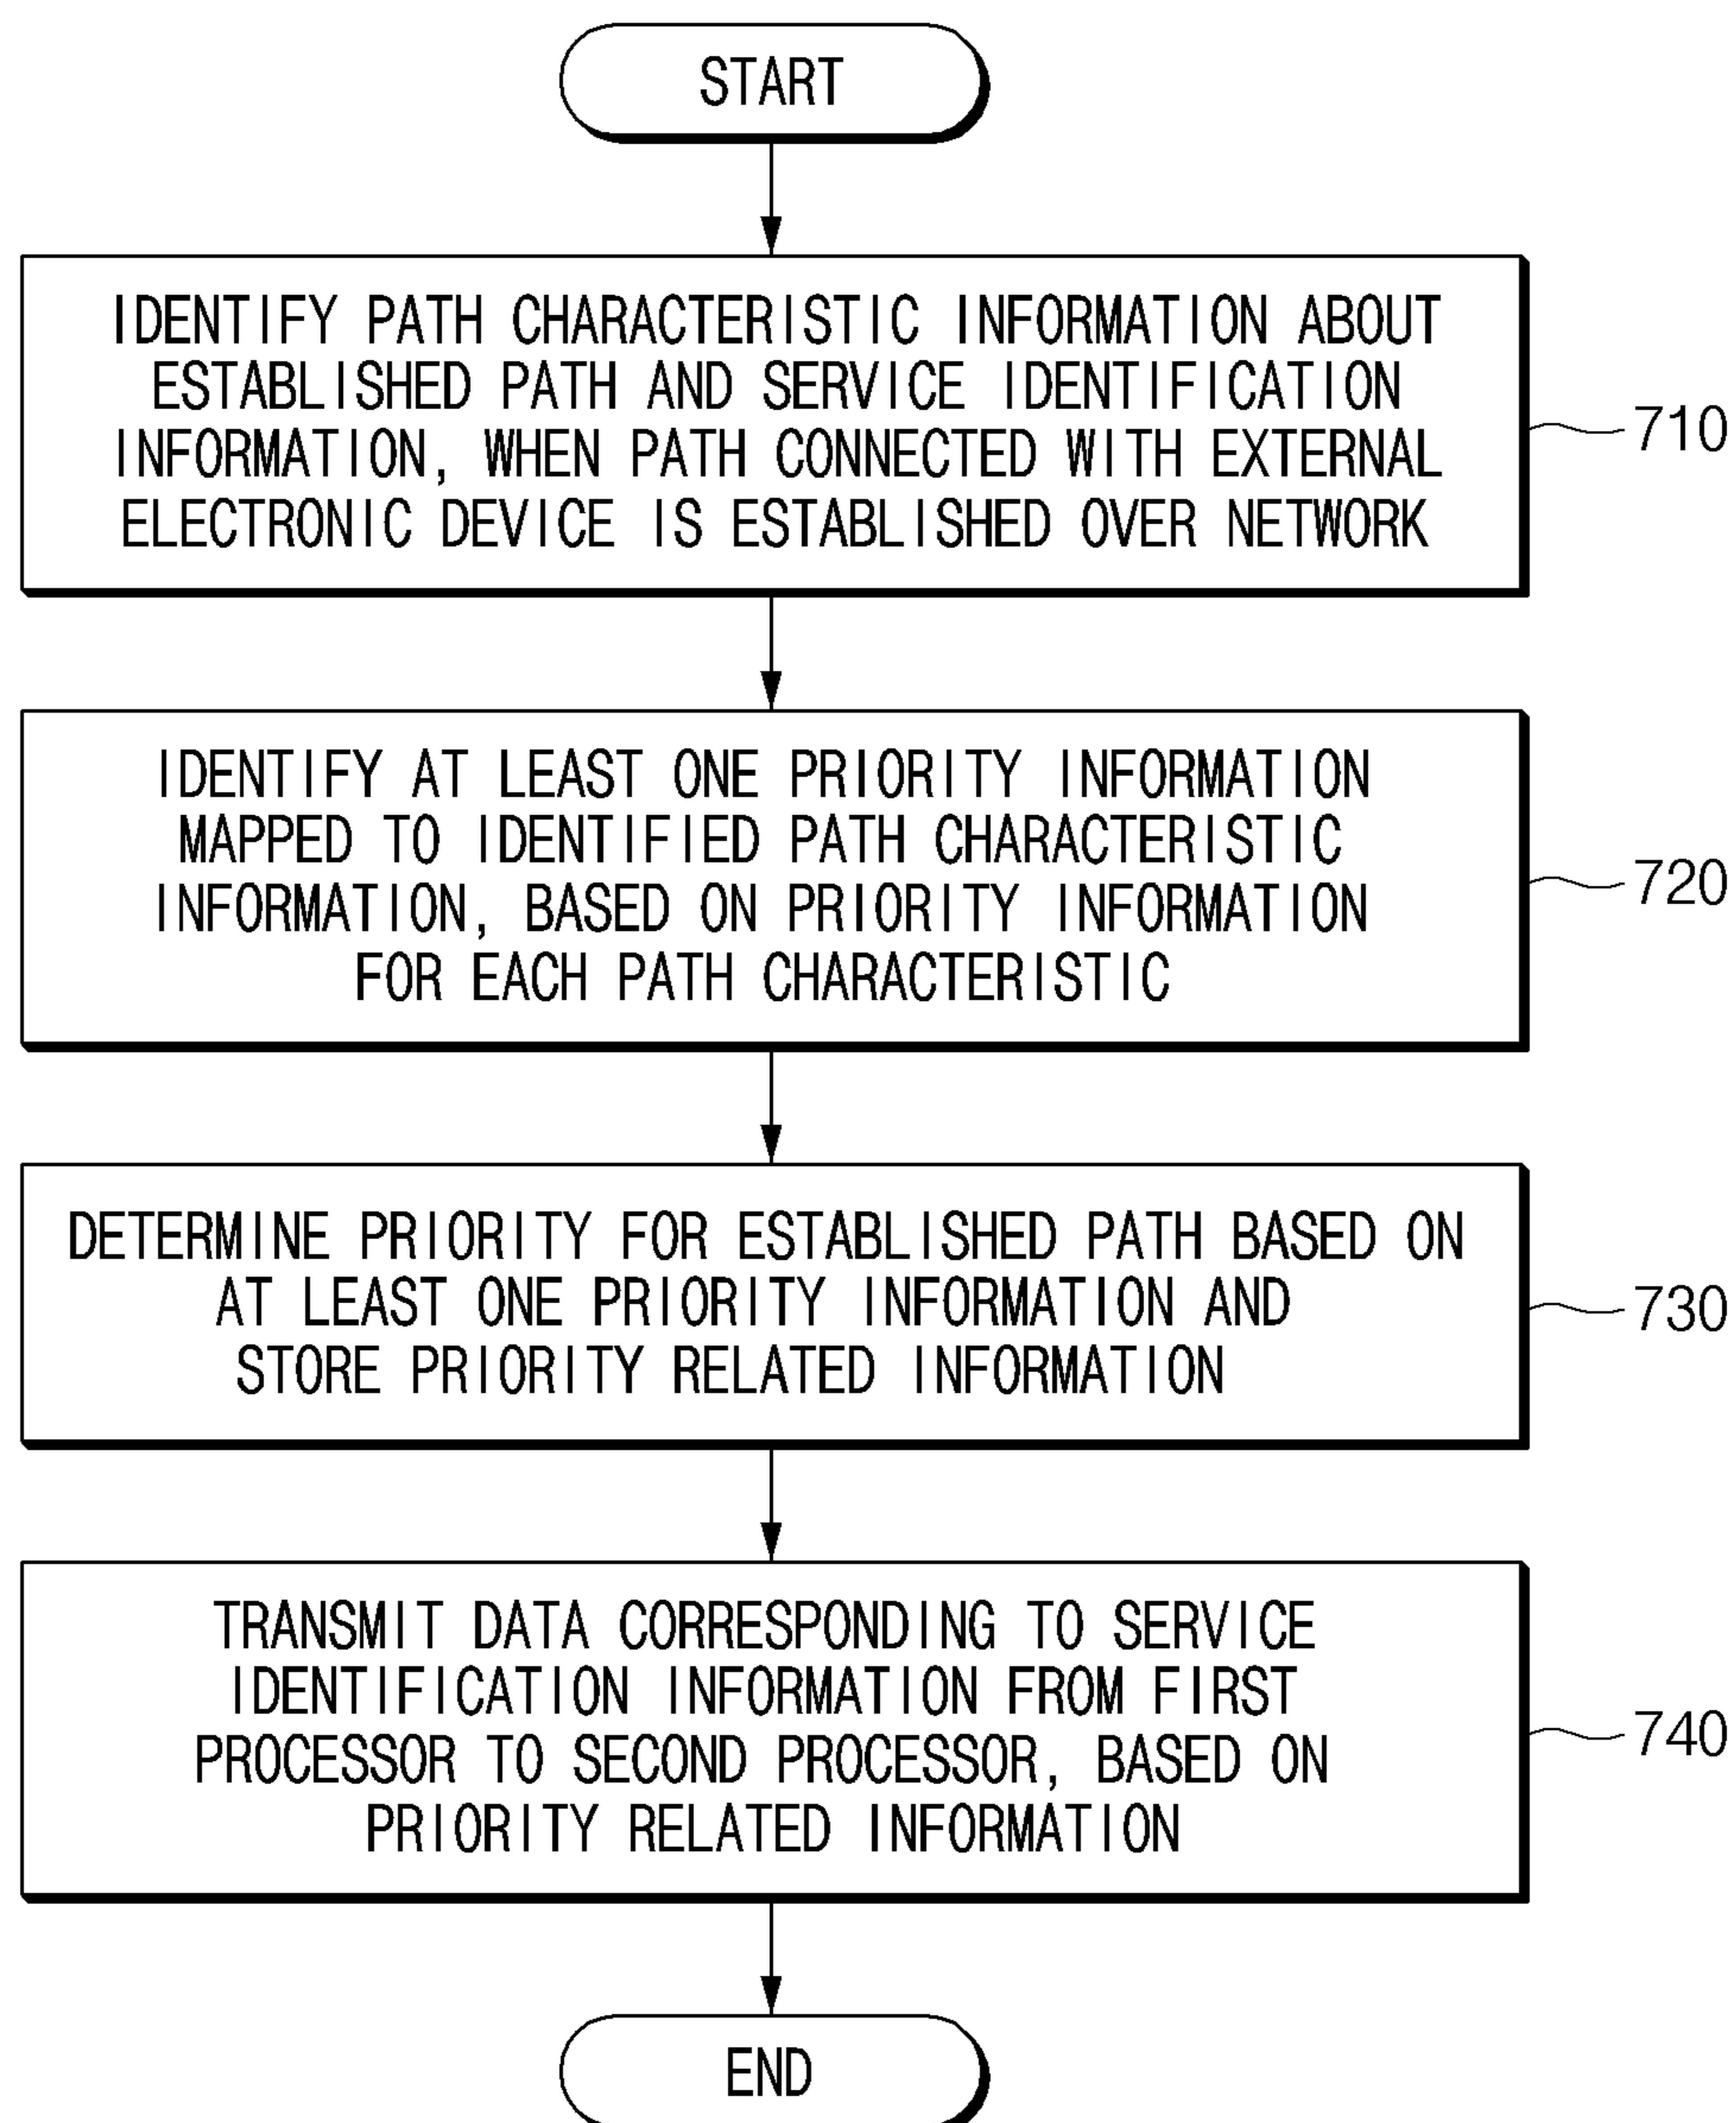 START
IDENTIFY PATH CHARACTERISTIC INFORMATION ABOUT
ESTABLISHED PATH AND SERVICE IDENTIFICATION
INFORMATION, WHEN PATH CONNECTED WITH EXTERNAL
ELECTRONIC DEVICE IS ESTABLISHED OVER NETWORK
710
IDENTIFY AT LEAST ONE PRIORITY INFORMATION
MAPPED TO IDENTIFIED PATH CHARACTERISTIC
INFORMATION, BASED ON PRIORITY INFORMATION
FOR EACH PATH CHARACTERISTIC
720
DETERMINE PRIORITY FOR ESTABLISHED PATH BASED ON
AT LEAST ONE PRIORITY INFORMATION AND
STORE PRIORITY RELATED INFORMATION
730
TRANSMIT DATA CORRESPONDING TO SERVICE
IDENTIFICATION INFORMATION FROM FIRST
PROCESSOR TO SECOND PROCESSOR, BASED ON
PRIORITY RELATED INFORMATION
740
END